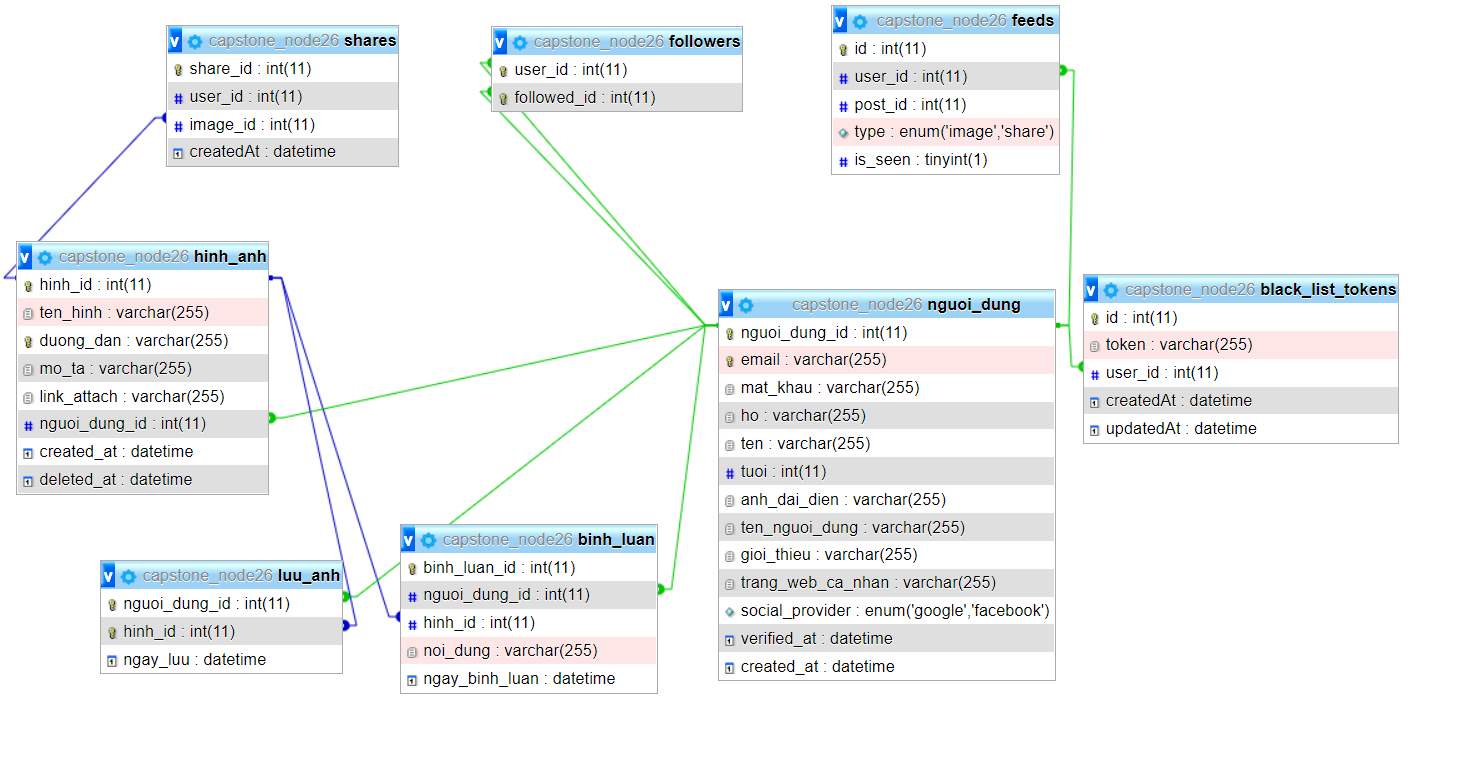 v capstone_node26 shares
share_id : int(11)
# user_id : int(11)
# image_id : int(11)
createdAt : datetime
v capstone_node26 followers
user_id : int(11)
followed_id : int(11)
v capstone_node26 feeds
id : int(11)
# user_id : int(11)
# post_id : int(11)
type : enum('image','share')
# is_seen : tinyint(1)
v capstone_node26 hinh_anh
hinh_id : int(11)
ten_hinh : varchar(255)
duong_dan : varchar(255)
mo_ta : varchar(255)
link_attach : varchar(255)
# nguoi_dung_id : int(11)
created_at : datetime
deleted_at : datetime
v capstone_node26 nguoi_dung
nguoi_dung_id : int(11)
email : varchar(255)
mat_khau : varchar(255)
ho : varchar(255)
ten : varchar(255)
# tuoi : int(11)
anh_dai_dien : varchar(255)
ten_nguoi_dung : varchar(255)
gioi_thieu : varchar(255)
trang_web_ca_nhan : varchar(255)
social_provider : enum('google','facebook')
verified_at : datetime
created_at : datetime
v capstone_node26 black_list_tokens
id : int(11)
token : varchar(255)
# user_id : int(11)
createdAt : datetime
updatedAt : datetime
v capstone_node26 luu_anh
nguoi_dung_id : int(11)
hinh_id : int(11)
ngay_luu : datetime
v capstone_node26 binh_luan
binh_luan_id : int(11)
# nguoi_dung_id : int(11)
# hinh_id : int(11)
noi_dung : varchar(255)
ngay_binh_luan : datetime